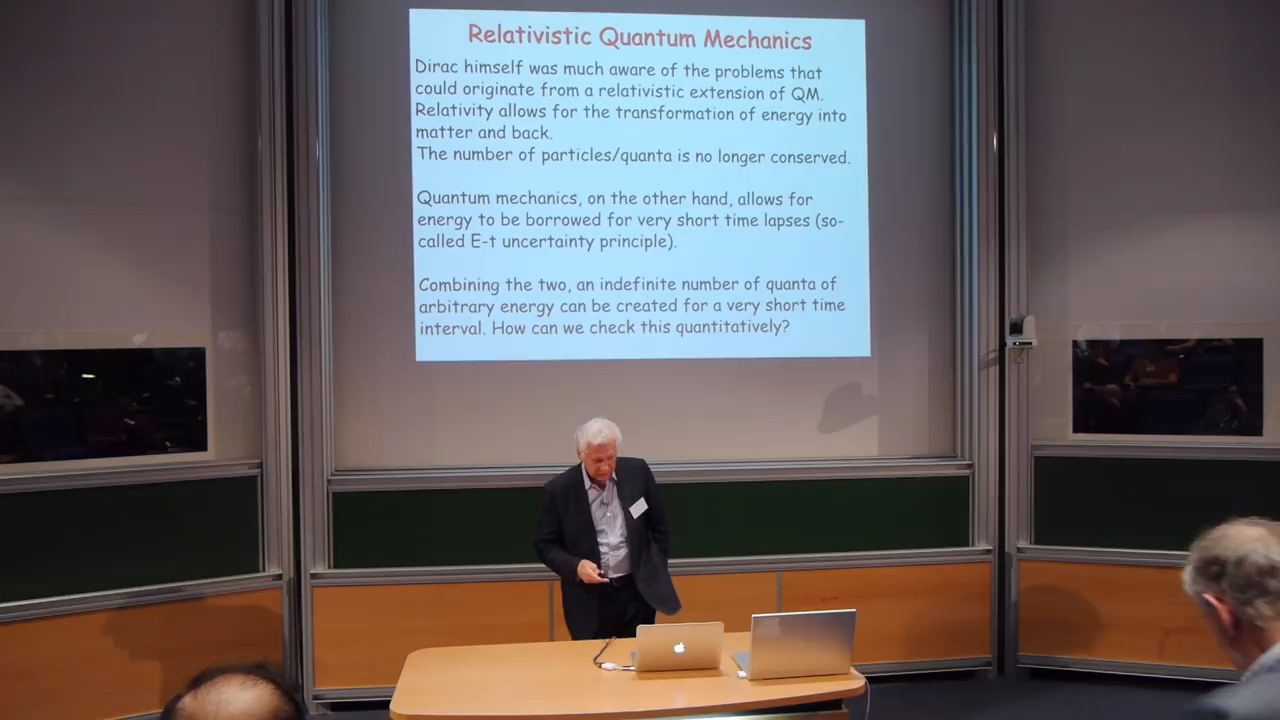 Relativistic Quantum Mechanics
Dirac himself was much aware of the problems that
could originate from a relativistic extension of QM.
Relativity allows for the transformation of energy into
matter and back.
The number of particles/quanta is no longer conserved.
Quantum mechanics, on the other hand, allows for
energy to be borrowed for very short time lapses (so-
called E-t uncertainty principle).
Combining the two, an indefinite number of quanta of
arbitrary energy can be created for a very short time
interval. How can we check this quantitatively?